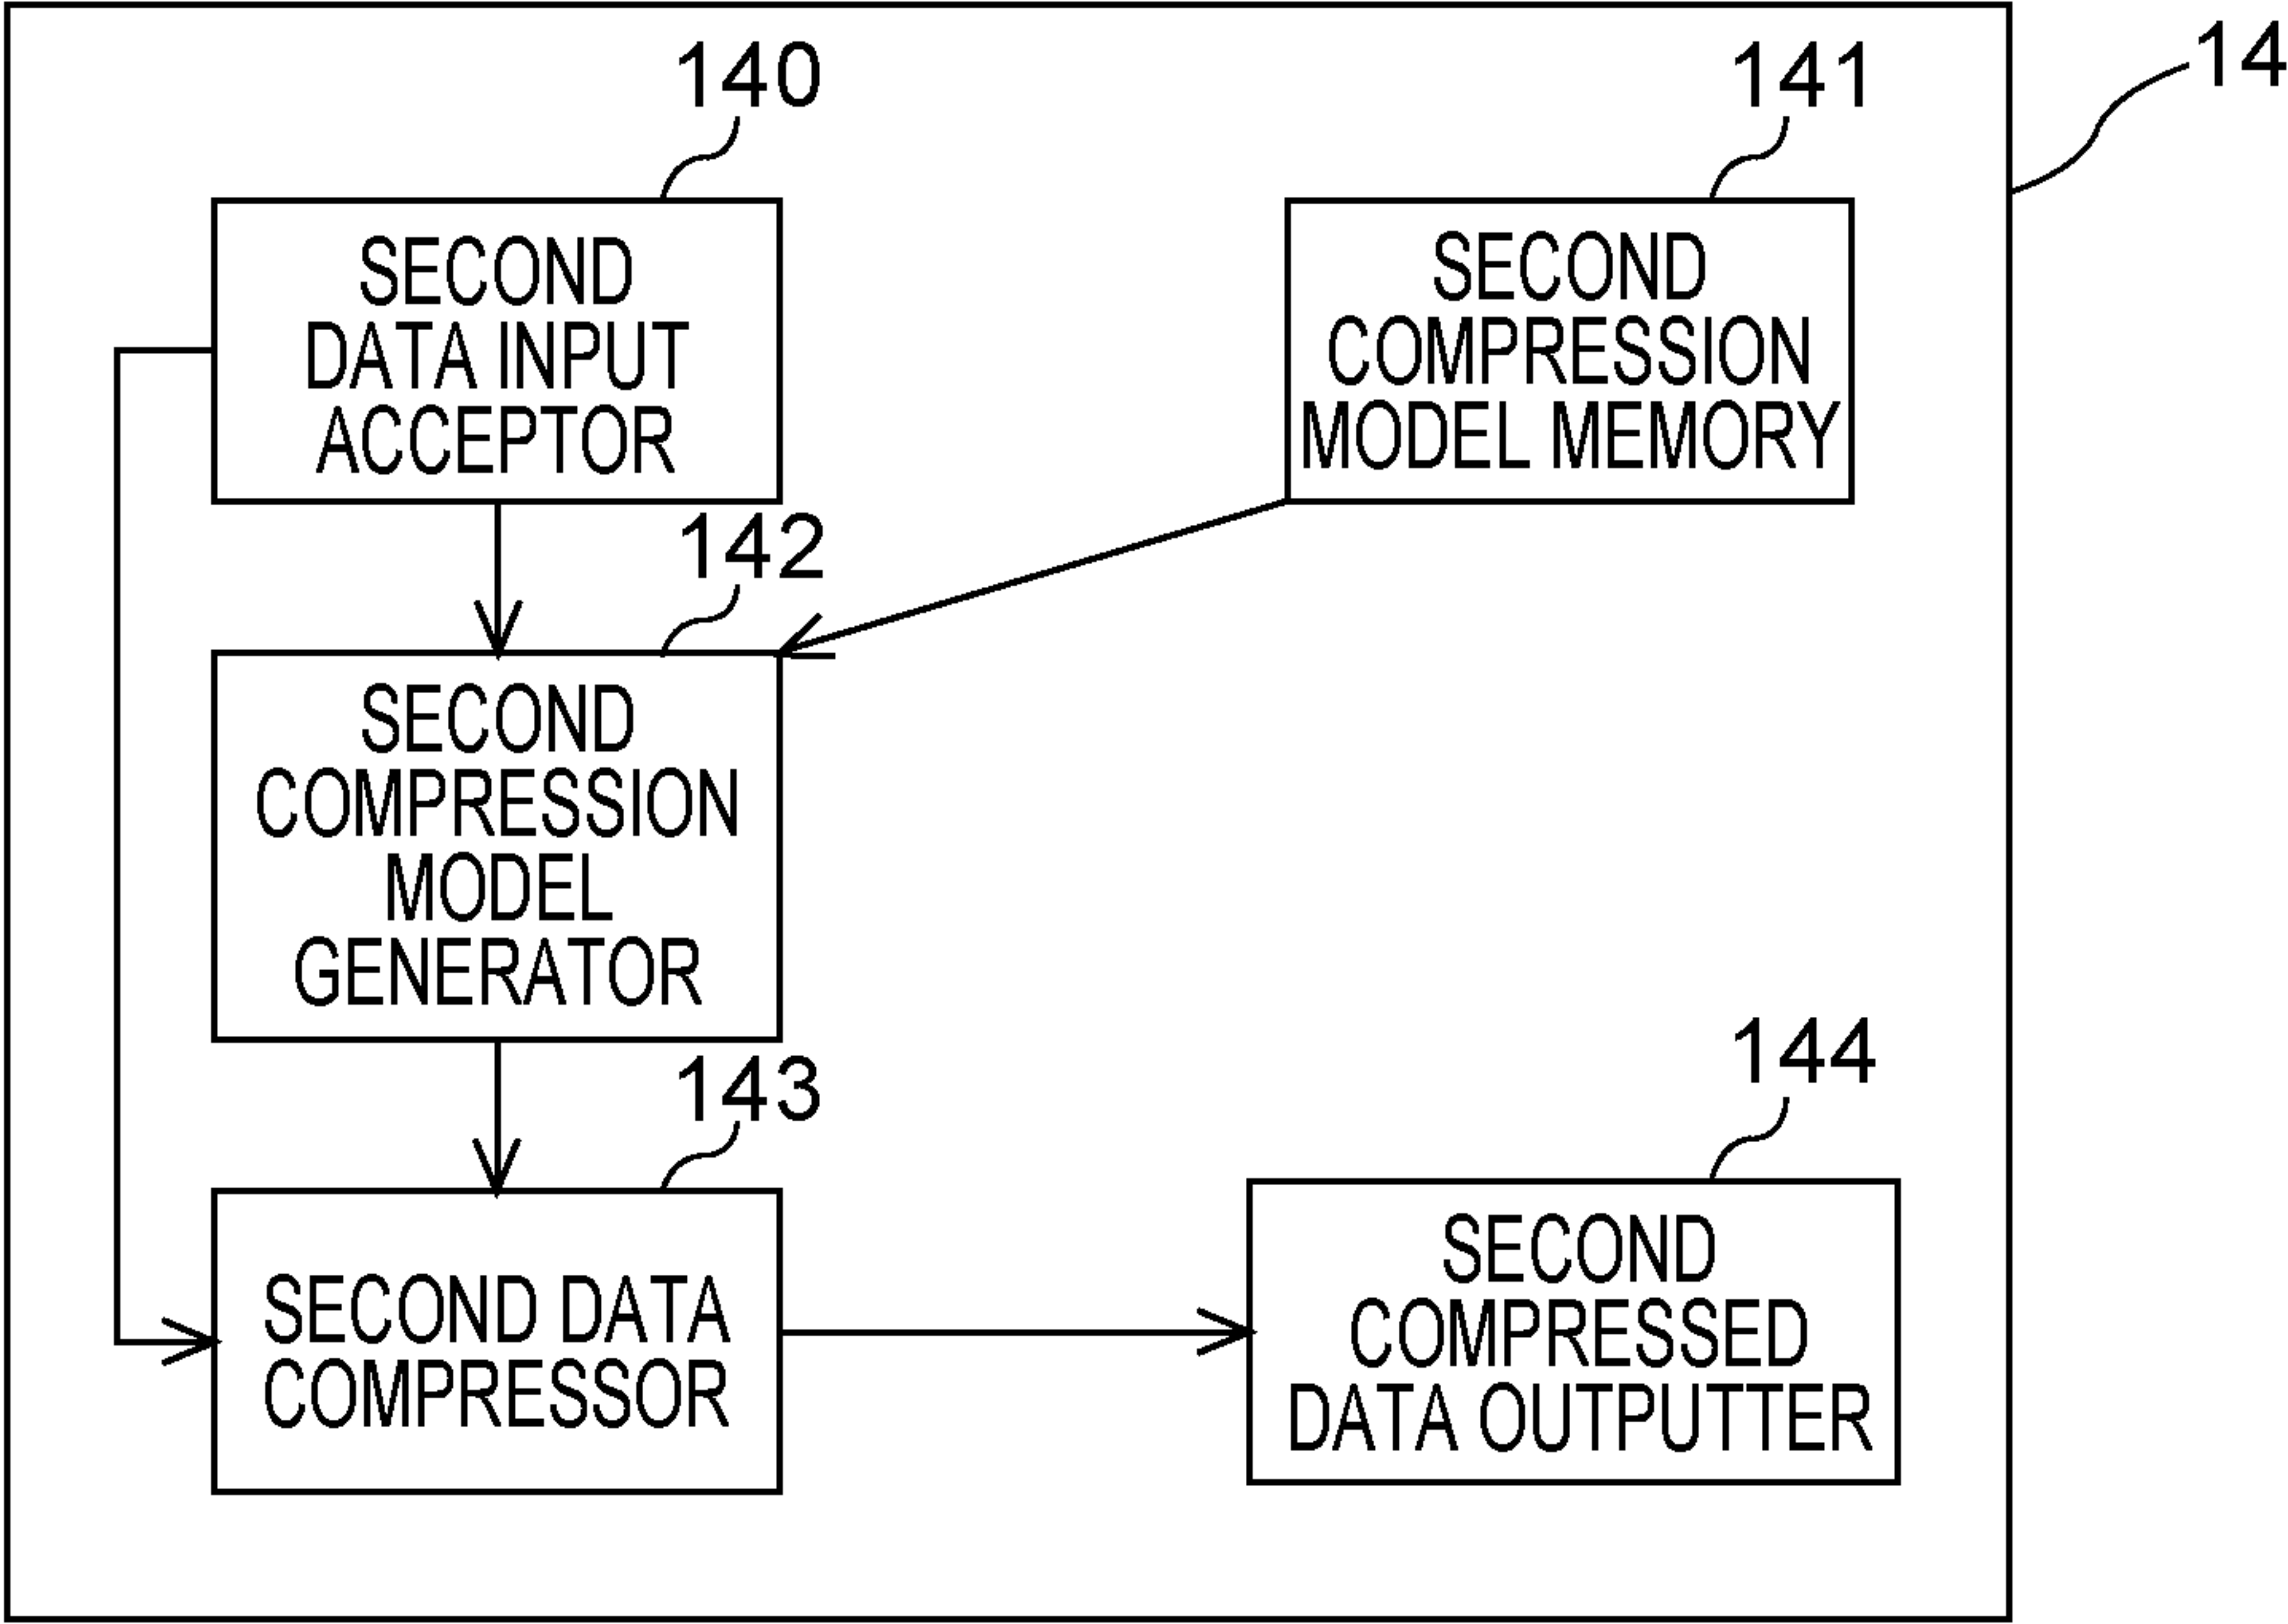 140
141
14
SECOND
DATA INPUT
ACCEPTOR
SECOND
COMPRESSION
MODEL MEMORY
142
SECOND
COMPRESSION
MODEL
GENERATOR
143
144
SECOND DATA
COMPRESSOR
SECOND
COMPRESSED
DATA OUTPUTTER